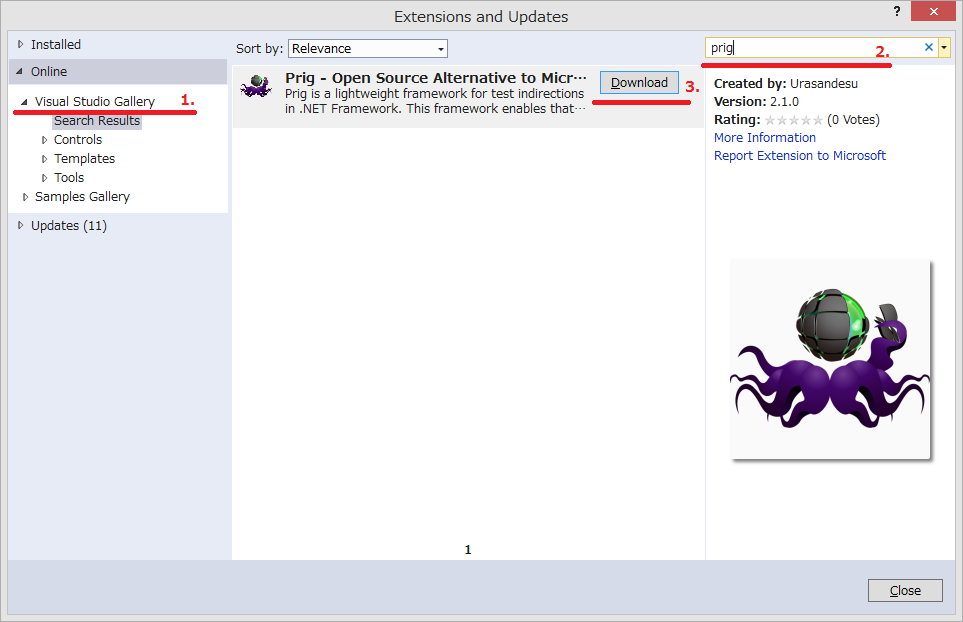 Extensions and Updates
?
Installed
Online
Visual Studio Gallery 1.
Search Results
Controls
Templates
Tools
Samples Gallery
Updates (11)
Sort by: Relevance
Prig - Open Source Alternative to Micr···
Download 3.
Prig is a lightweight framework for test indirections
in .NET Framework. This framework enables that···
1
prig 2.
Created by: Urasandesu
Version: 2.1.0
Rating: (0 Votes)
More Information
Report Extension to Microsoft
Close